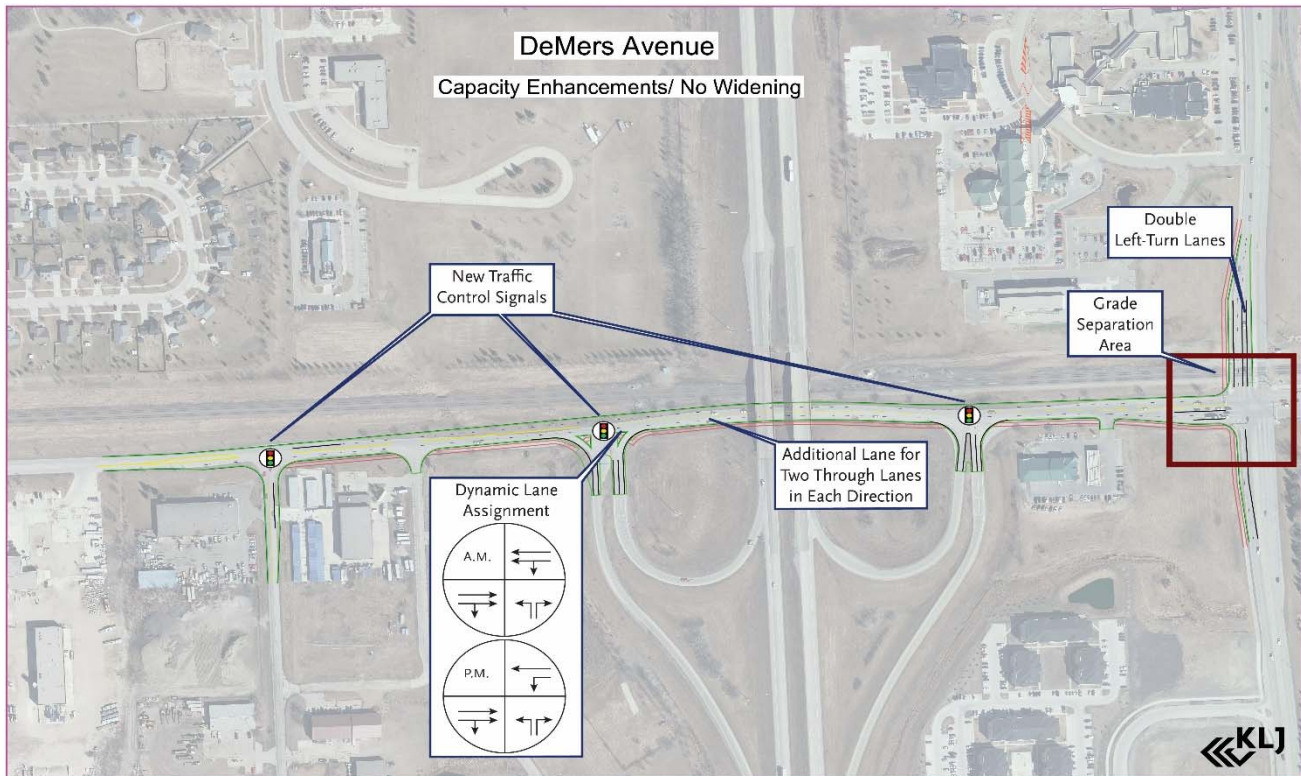 DeMers Avenue
Capacity Enhancements/ No Widening
Double
Left-Turn Lanes
New Traffic
Control Signals
Grade
Separation
Area
Additional Lane for
Two Through Lanes
in Each Direction
Dynamic Lane
Assignment
A.M.
P.M.
KLJ